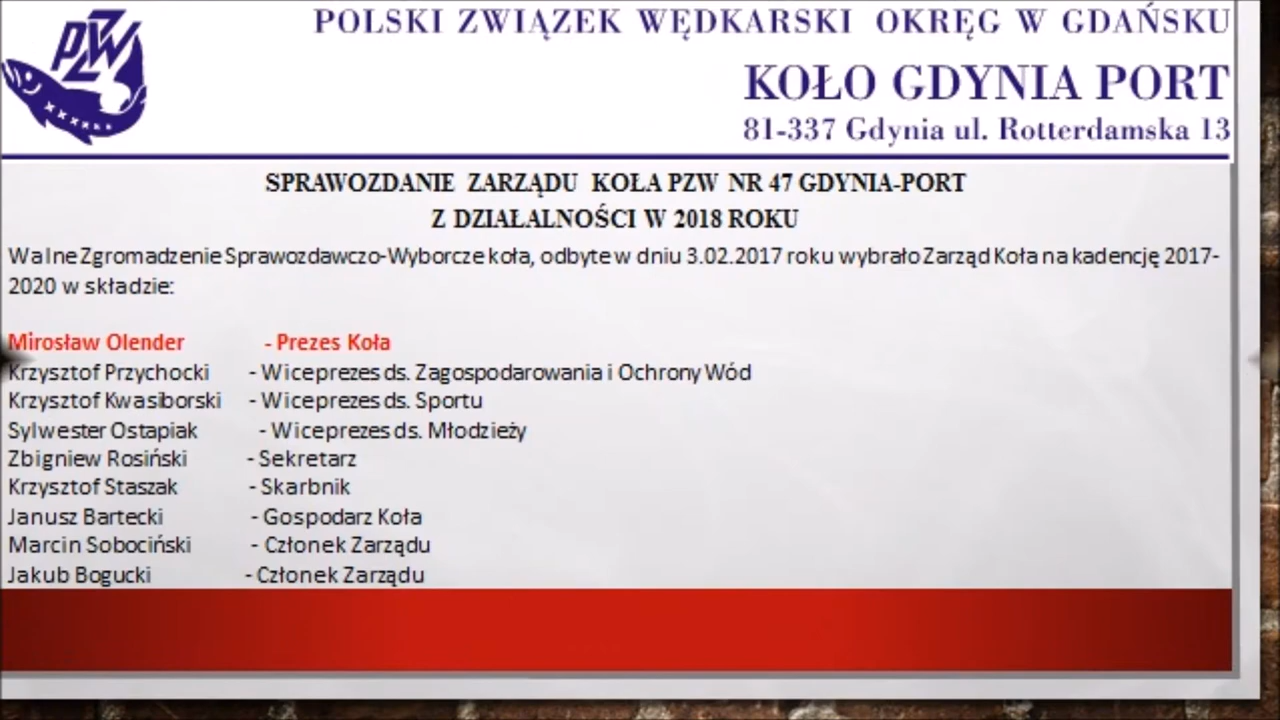 PZW
POLSKI ZWIĄZEK WĘDKARSKI OKRĘG W GDAŃSKU
KOŁO GDYNIA PORT
81-337 Gdynia ul. Rotterdamska 13
SPRAWOZDANIE ZARZĄDU KOŁA PZW NR 47 GDYNIA-PORT
Z DZIAŁALNOŚCI W 2018 ROKU
Walne Zgromadzenie Sprawozdawczo-Wyborcze koła, odbyte w dniu 3.02.2017 roku wybrało Zarząd Koła na kadencję 2017-
2020 w składzie:
Mirosław Olender - Prezes Koła
Krzysztof Przychocki - Wiceprezes ds. Zagospodarowania i Ochrony Wód
Krzysztof Kwasiborski - Wiceprezes ds. Sportu
Sylwester Ostapiak - Wiceprezes ds. Młodzieży
Zbigniew Rosiński - Sekretarz
Krzysztof Staszak - Skarbnik
Janusz Bartecki - Gospodarz Koła
Marcin Sobociński - Członek Zarządu
Jakub Bogucki - Członek Zarządu